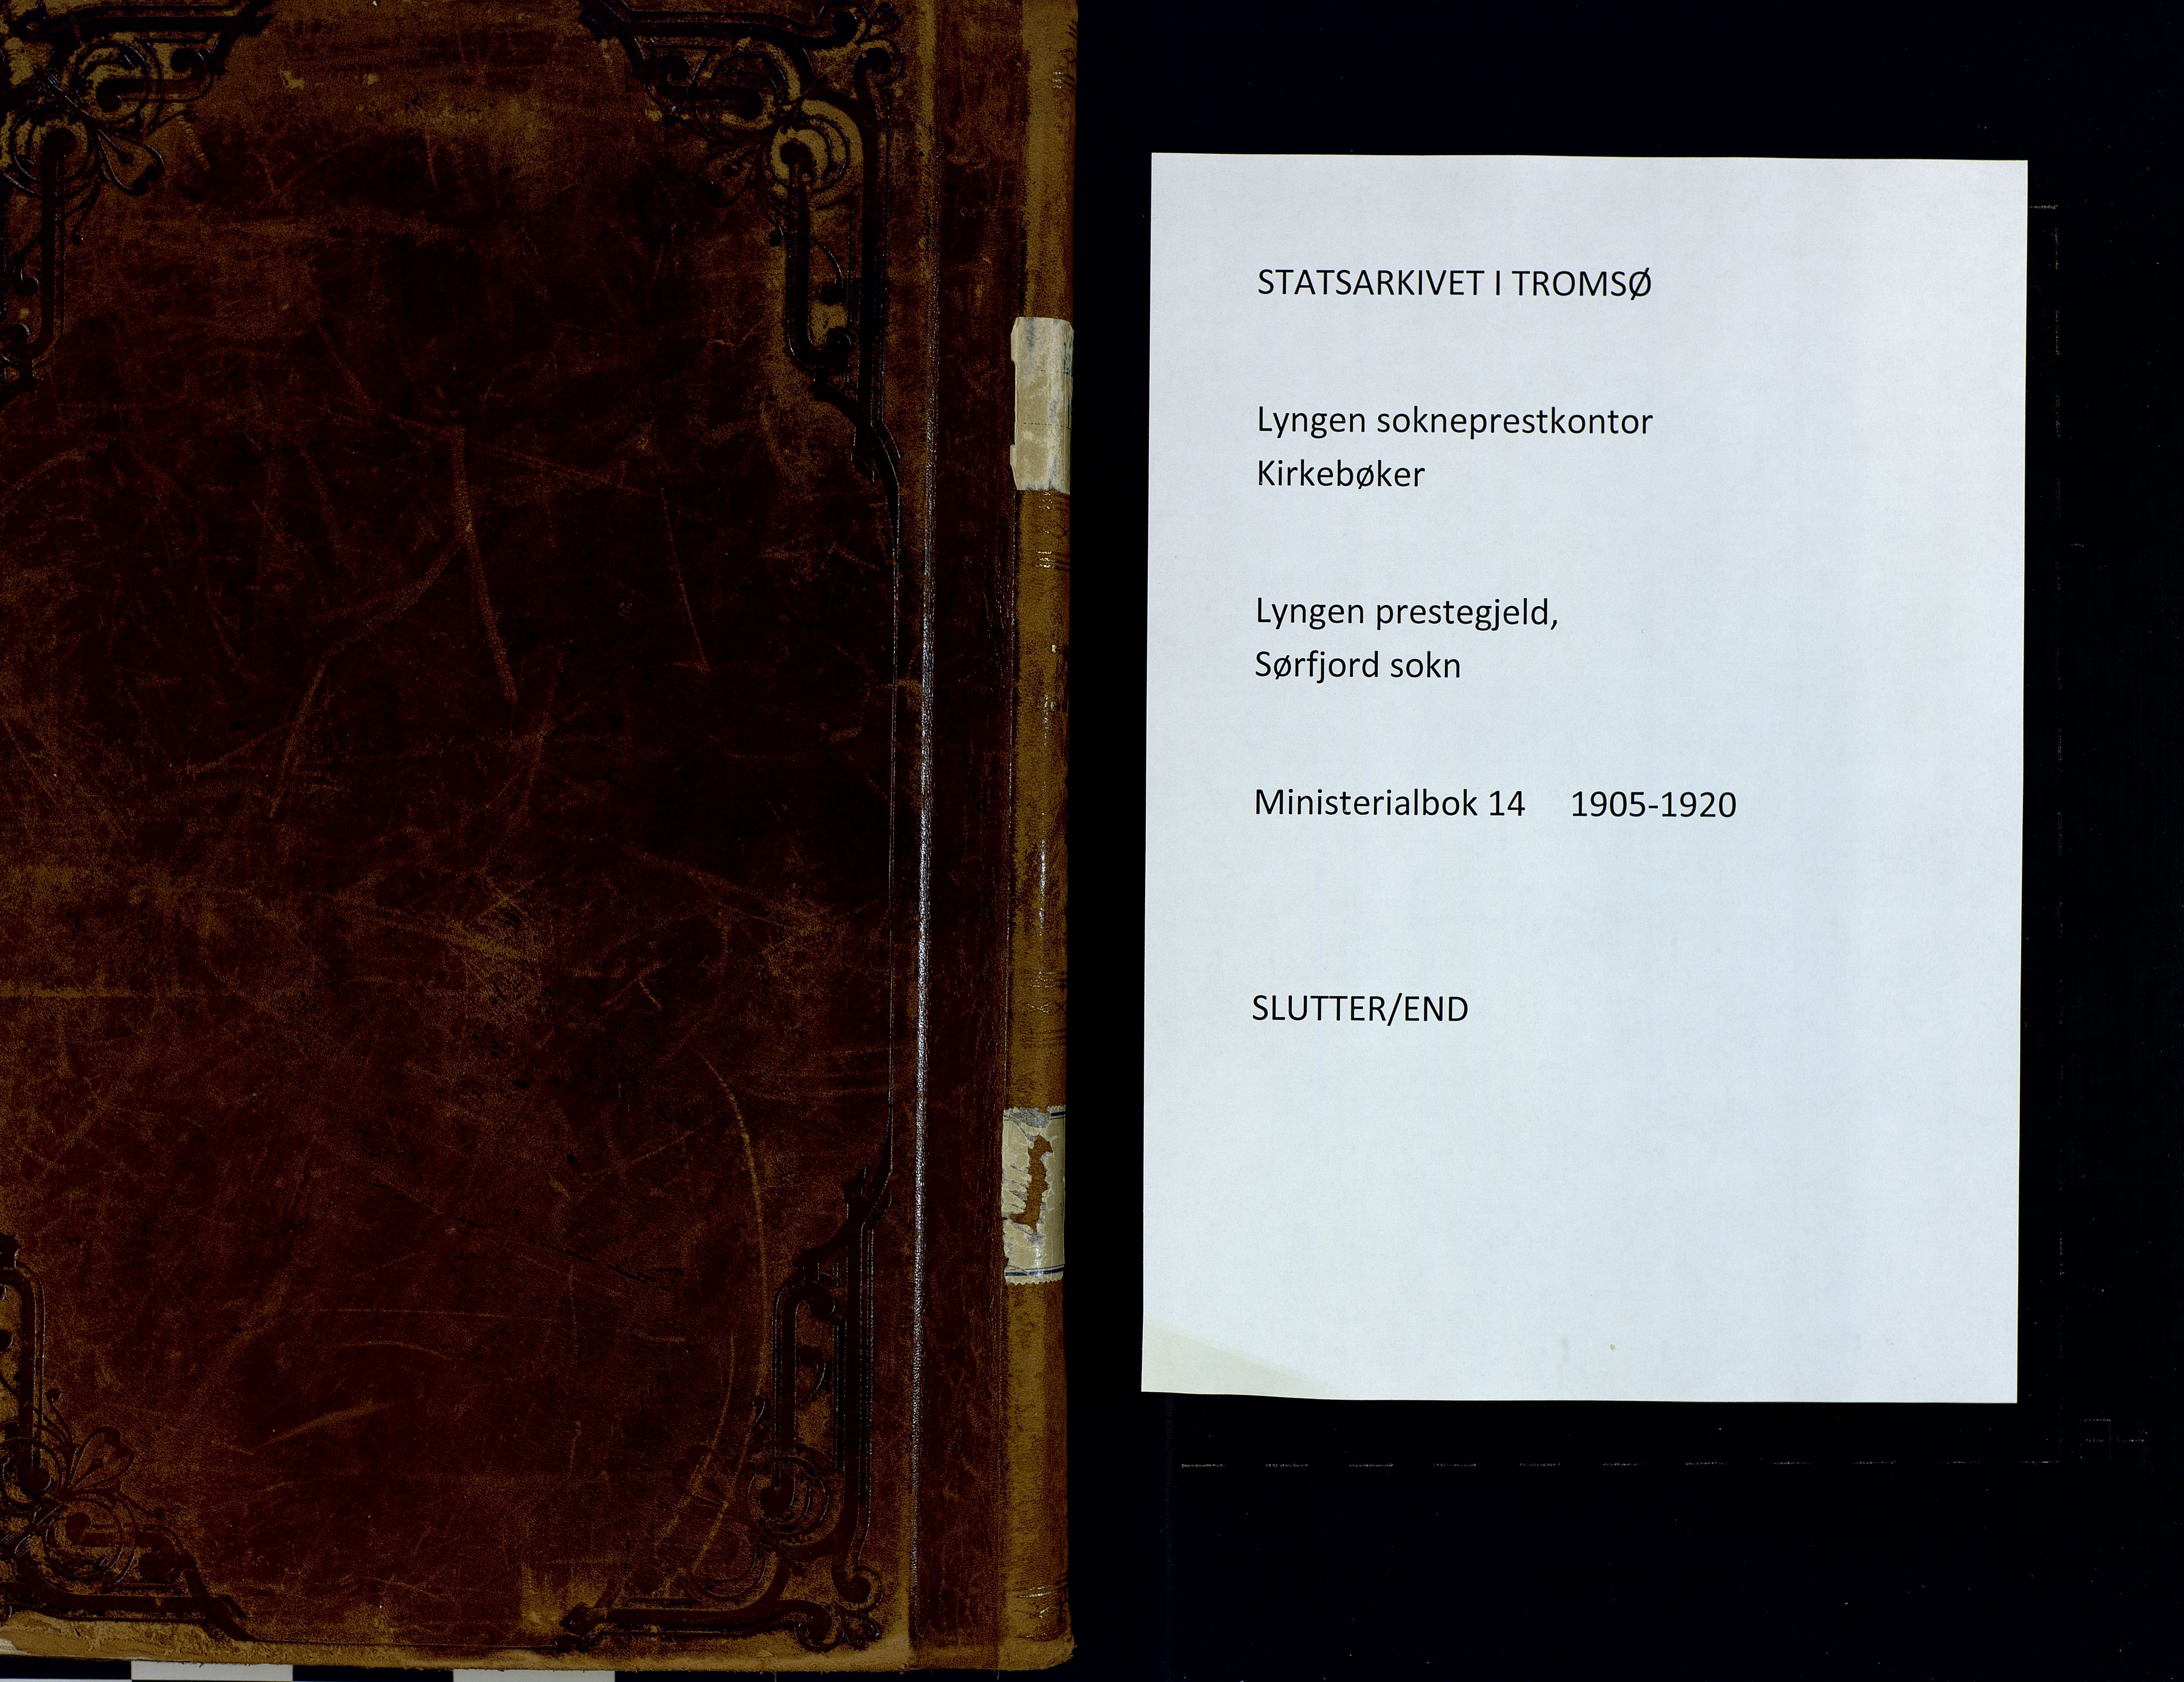 STATSARKIVET I TROMSØ
Lyngen sokneprestkontor
Kirkebøker
Lyngen prestegjeld,
Sørfjord sokn
Ministerialbok 14 1905-1920
SLUTTER/END